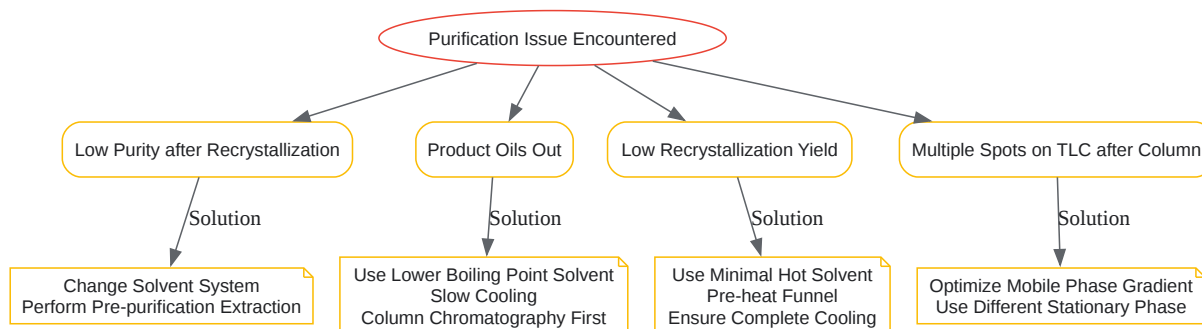 Purification Issue Encountered
Low Purity after Recrystallization
Product Oils Out
Low Recrystallization Yield
Multiple Spots on TLC after Column
Solution
Solution
Solution
Solution
Change Solvent System
Perform Pre-purification Extraction
Use Lower Boiling Point Solvent
Slow Cooling
Column Chromatography First
Use Minimal Hot Solvent
Pre-heat Funnel
Ensure Complete Cooling
Optimize Mobile Phase Gradient
Use Different Stationary Phase